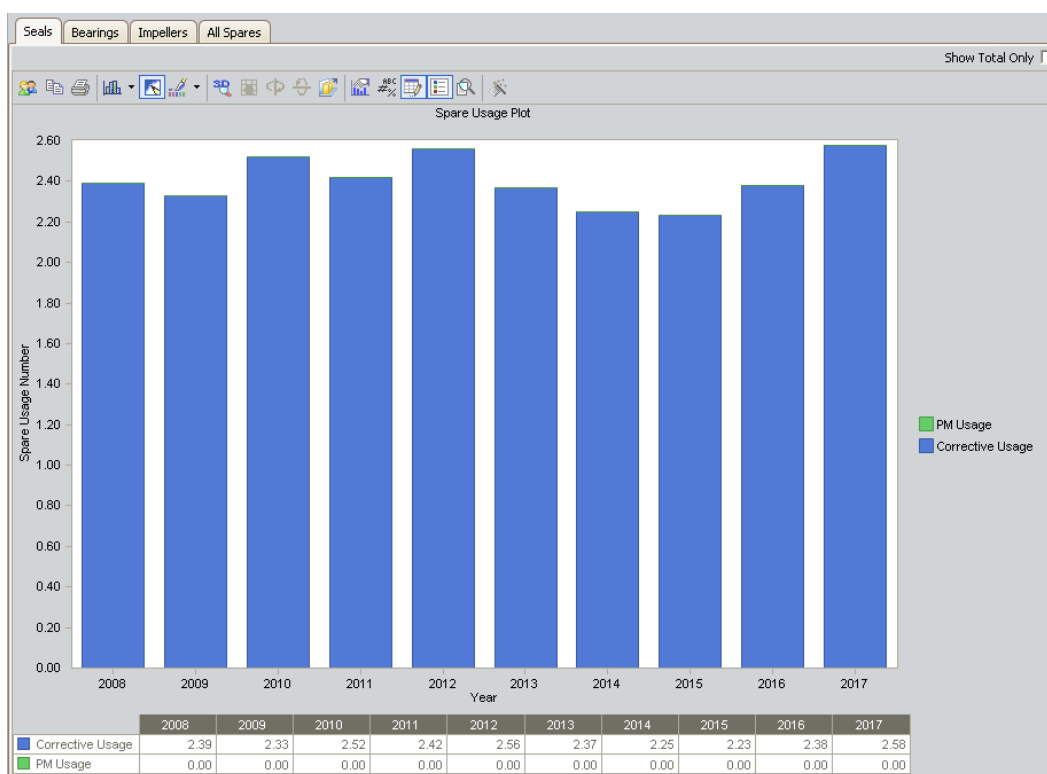 Seals Bearings Impellers All Spares
Show Total Only
3D ABC #%
Spare Usage Plot
2.60
2.40
2.20
2.00
1.80
1.60
1.40
1.20
1.00
0.80
0.60
0.40
0.20
0.00
Spare Usage Number
2008 2009 2010 2011 2012 2013 2014 2015 2016 2017
Year
PM Usage
Corrective Usage
2008 2009 2010 2011 2012 2013 2014 2015 2016 2017
Corrective Usage 2.39 2.33 2.52 2.42 2.56 2.37 2.25 2.23 2.38 2.58
PM Usage 0.00 0.00 0.00 0.00 0.00 0.00 0.00 0.00 0.00 0.00